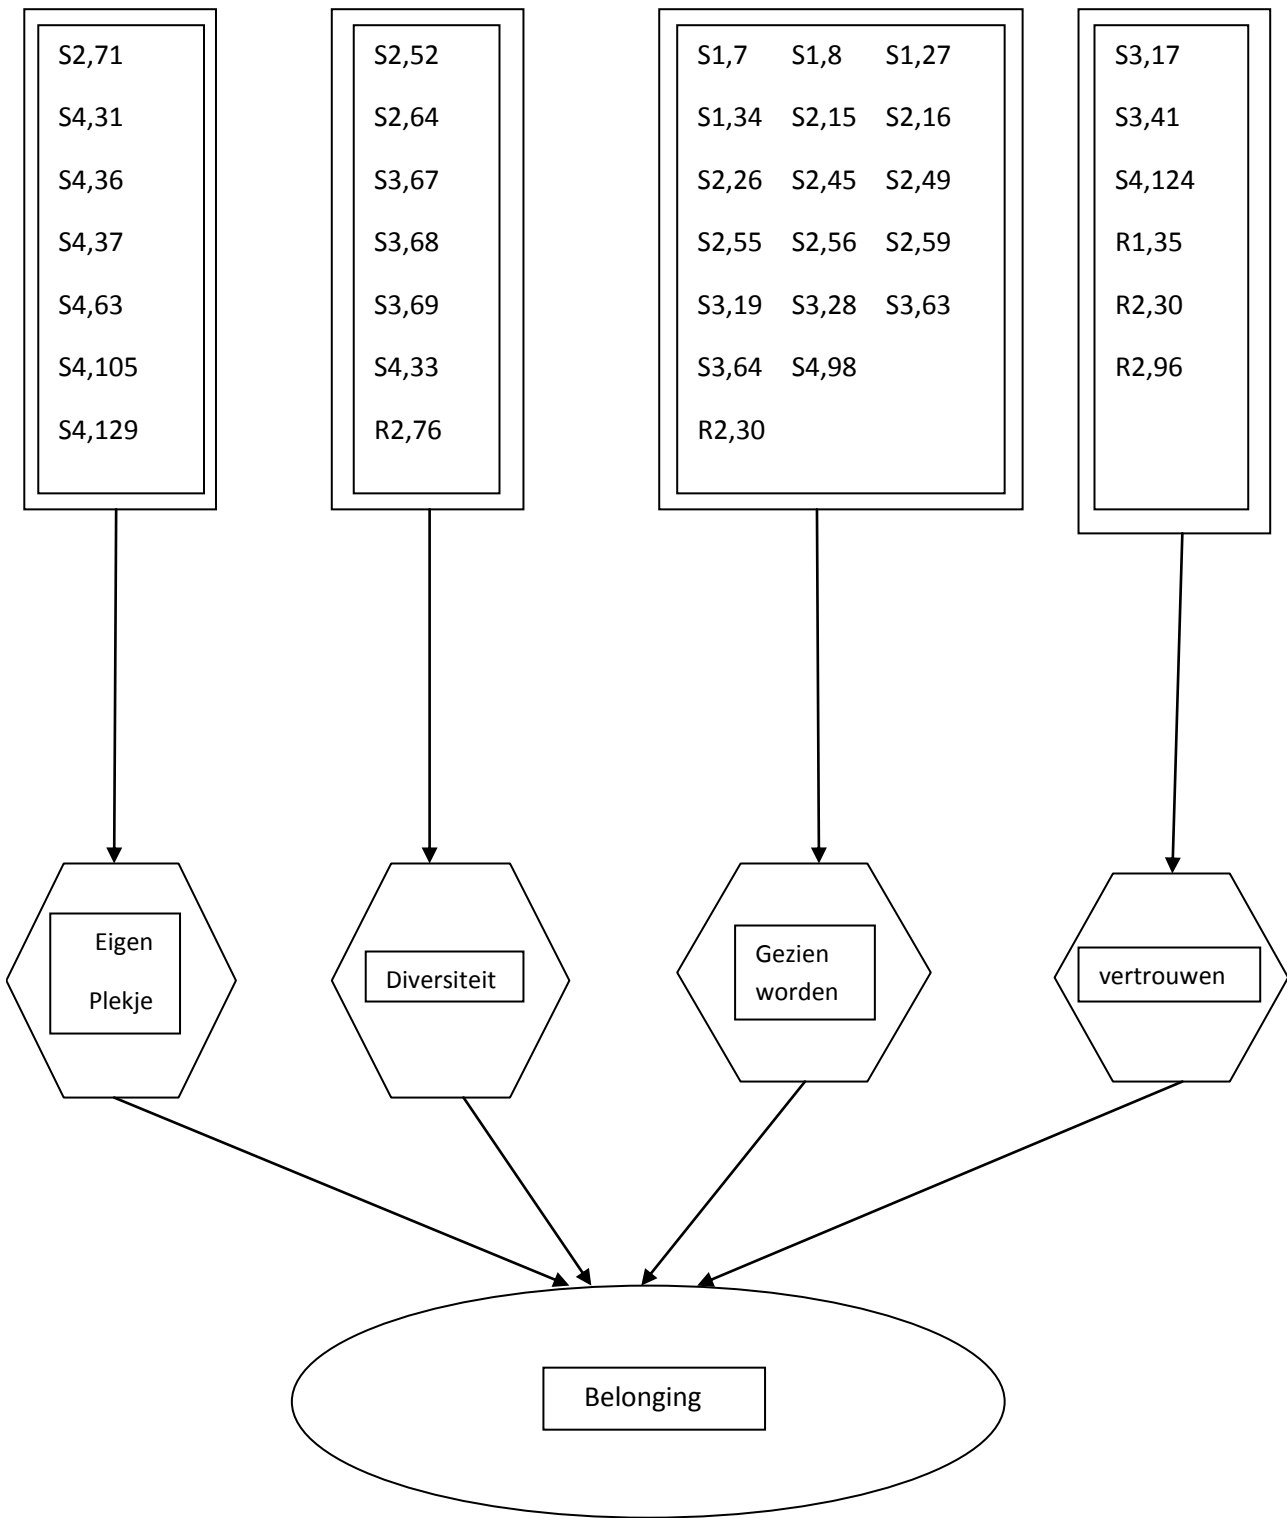 S2,71
S4,31
S4,36
S4,37
S4,63
S4,105
S4,129
S2,52
S2,64
S3,67
S3,68
S3,69
S4,33
R2,76
S1,7 S1,8 S1,27
S1,34 S2,15 S2,16
S2,26 S2,45 S2,49
S2,55 S2,56 S2,59
S3,19 S3,28 S3,63
S3,64 S4,98
R2,30
S3,17
S3,41
S4,124
R1,35
R2,30
R2,96
Eigen
Plekje
Diversiteit
Gezien
worden
vertrouwen
Belonging